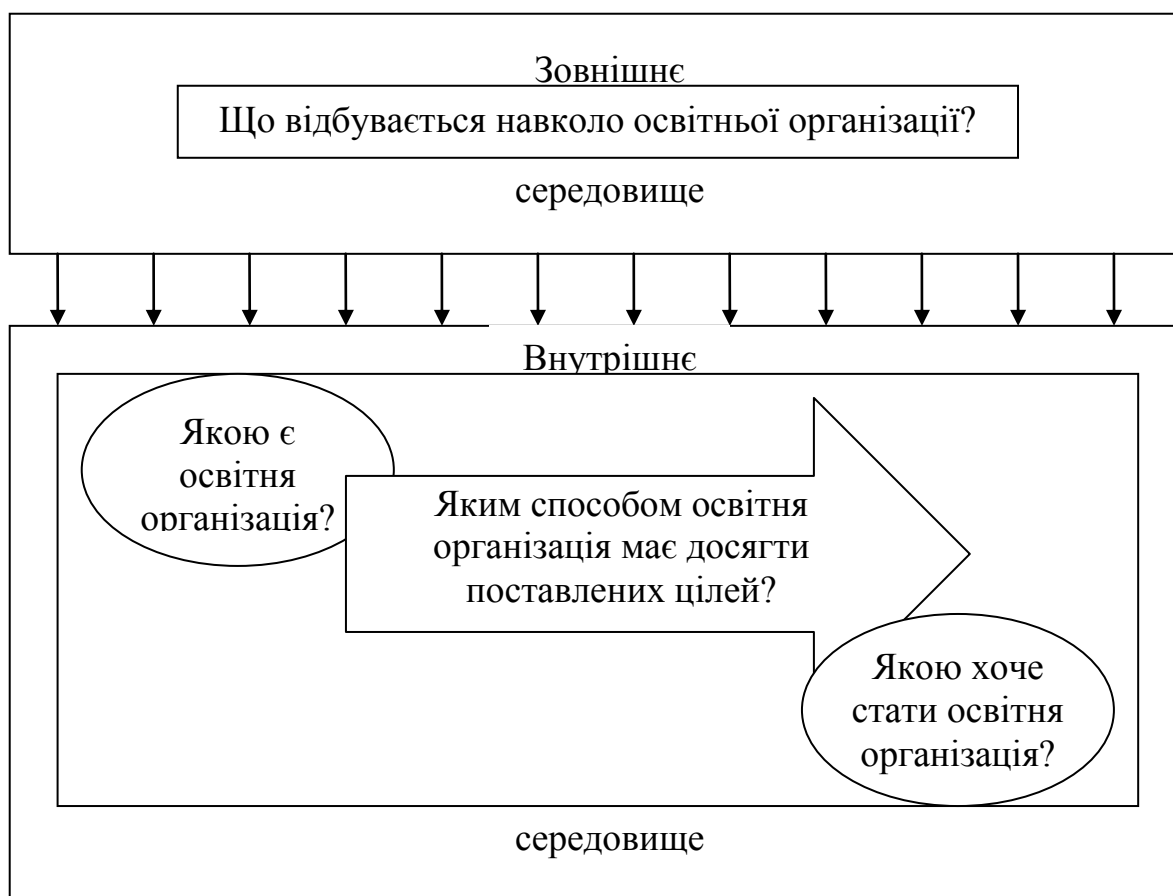 Зовнішнє
Що відбувається навколо освітньої організації?
середовище
Внутрішнє
Якою є
освітня
організація?
Яким способом освітня
організація має досягти
поставлених цілей?
Якою хоче
стати освітня
організація?
середовище